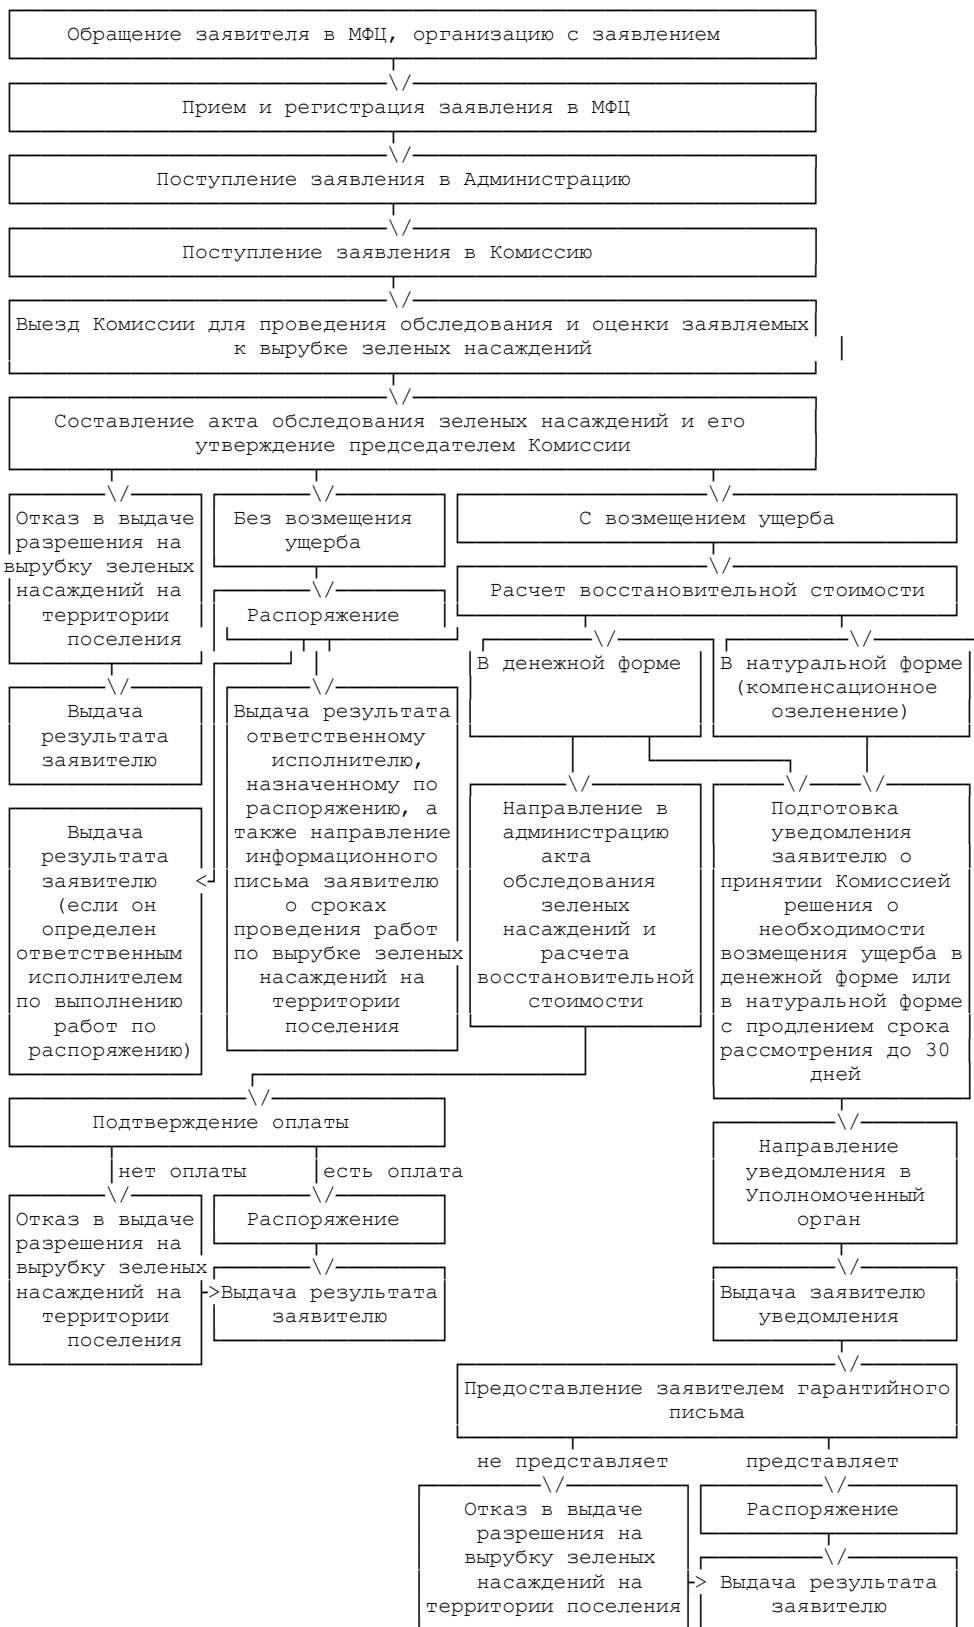 Обращение заявителя в МФЦ, организацию с заявлением
Прием и регистрация заявления в МФЦ
Поступление заявления в Администрацию
Поступление заявления в Комиссию
Выезд Комиссии для проведения обследования и оценки заявляемых
к вырубке зеленых насаждений
Составление акта обследования зеленых насаждений и его
утверждение председателем Комиссии
Отказ в выдаче
разрешения на
вырубку зеленых
насаждений на
территории
поселения
Без возмещения
ущерба
С возмещением ущерба
Расчет восстановительной стоимости
Распоряжение
В денежной форме
В натуральной форме
(компенсационное
озеленение)
Выдача
результата
заявителю
Выдача результата
ответственному
исполнителю,
назначенному по
распоряжению, а
также направление
информационного
письма заявителю
о сроках
проведения работ
по вырубке зеленых
насаждений на
территории
поселения
Выдача
результата
заявителю
(если он
определен
ответственным
исполнителем
по выполнению
работ по
распоряжению)
Направление в
администрацию
акта
обследования
зеленых
насаждений и
расчета
восстановительной
стоимости
Подготовка
уведомления
заявителю о
принятии Комиссией
решения о
необходимости
возмещения ущерба в
денежной форме или
в натуральной форме
с продлением срока
рассмотрения до 30
дней
Подтверждение оплаты
нет оплаты
есть оплата
Отказ в выдаче
разрешения на
вырубку зеленых
насаждений на
территории
поселения
Распоряжение
Выдача результата
заявителю
Направление
уведомления в
Уполномоченный
орган
Выдача заявителю
уведомления
Предоставление заявителем гарантийного
письма
не представляет
представляет
Отказ в выдаче
разрешения на
вырубку зеленых
насаждений на
территории поселения
Распоряжение
Выдача результата
заявителю